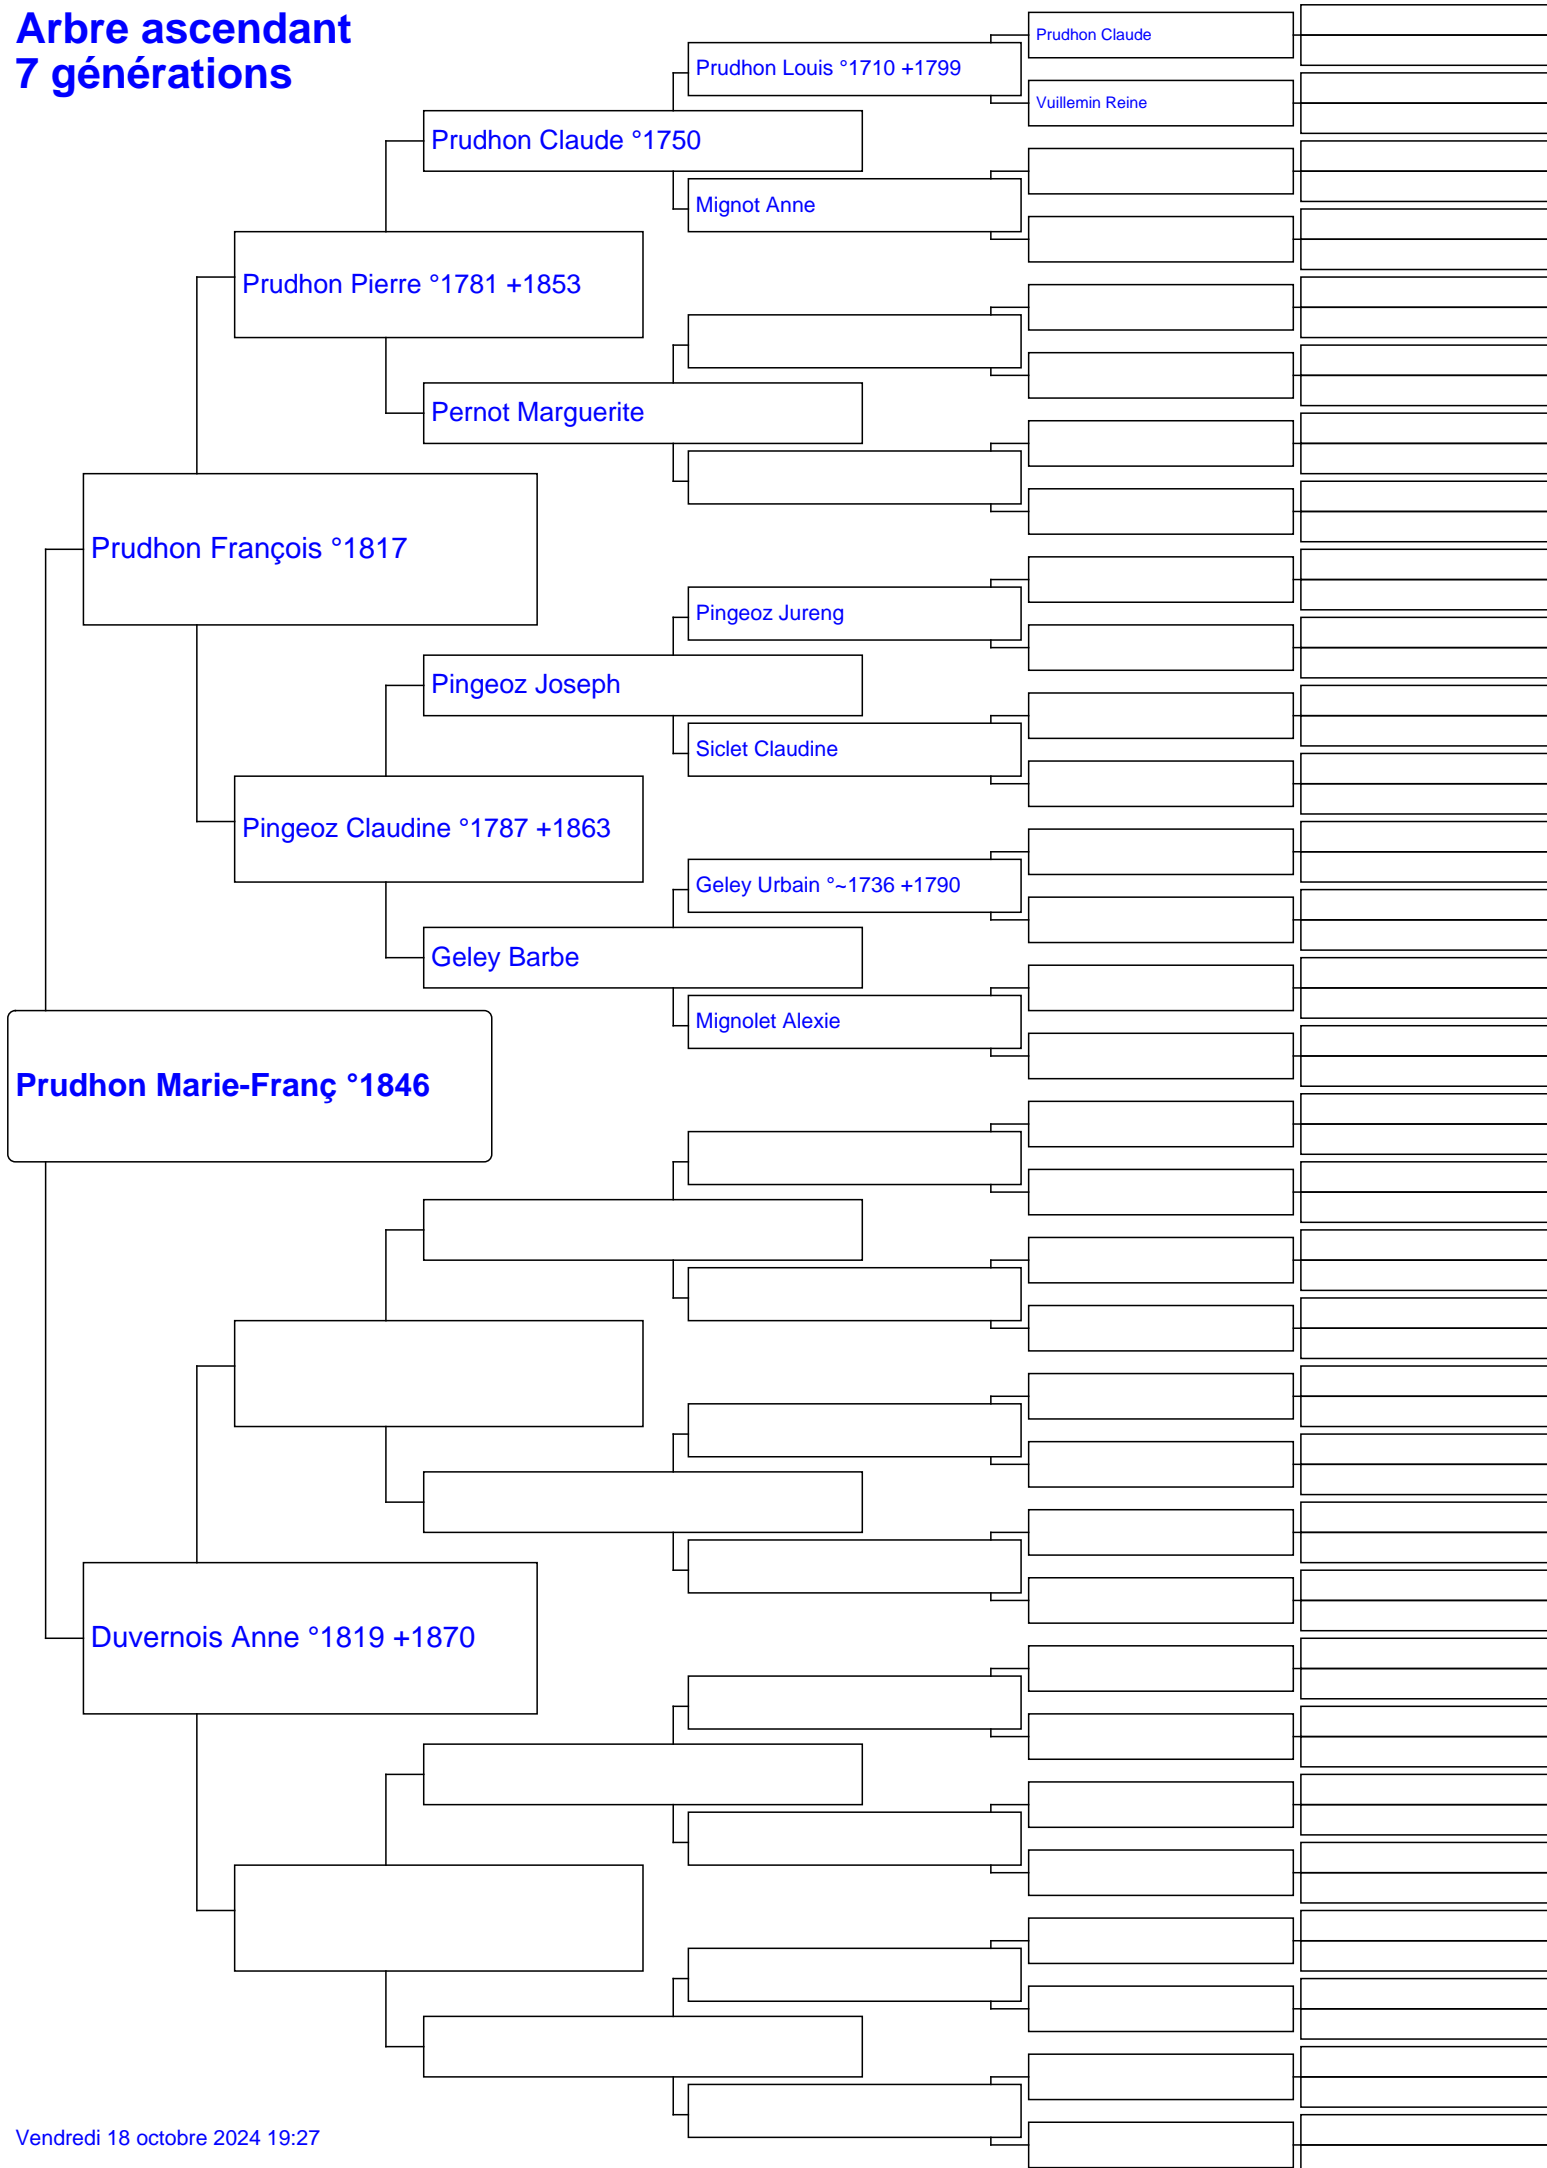 Arbre ascendant
7 générations
Prudhon Claude
Prudhon Louis °1710 +1799
Vuillemin Reine
Prudhon Claude °1750
Mignot Anne
Prudhon Pierre °1781 +1853
Pernot Marguerite
Prudhon François °1817
Pingeoz Jureng
Pingeoz Joseph
Siclet Claudine
Pingeoz Claudine °1787 +1863
Geley Urbain °~1736 +1790
Geley Barbe
Mignolet Alexie
Prudhon Marie-Franç °1846
Duvernois Anne °1819 +1870
Vendredi 18 octobre 2024 19:27